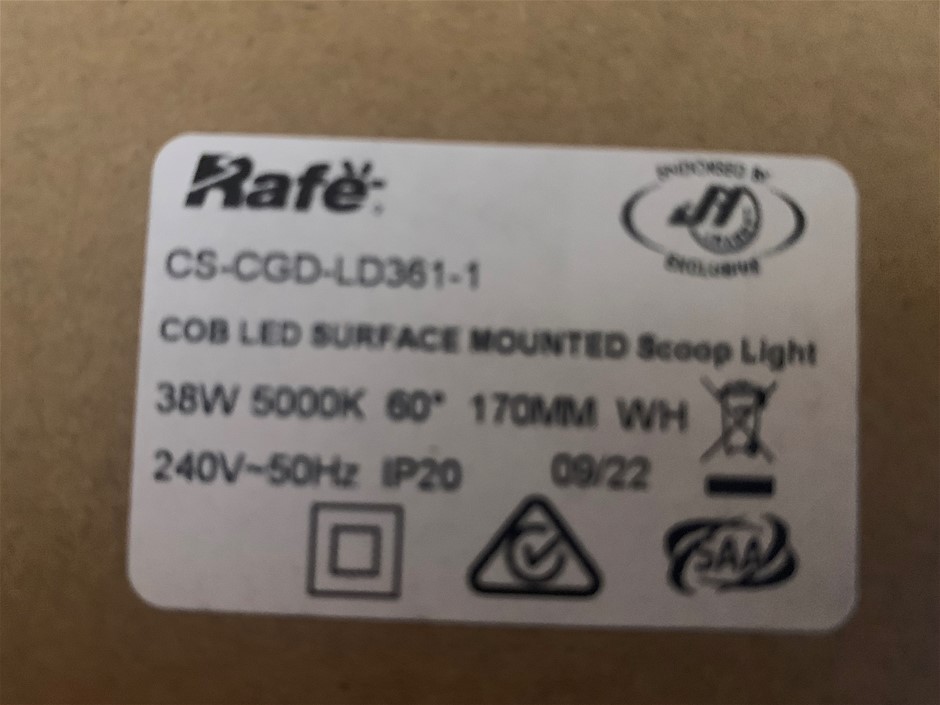 Rafe
ENDORSED BY
JH
EXCLUSIVE
CS-CGD-LD361-1
COB LED SURFACE MOUNTED Scoop Light
38W 5000K 60° 170MM WH
240V~50Hz IP20 09/22
SAA